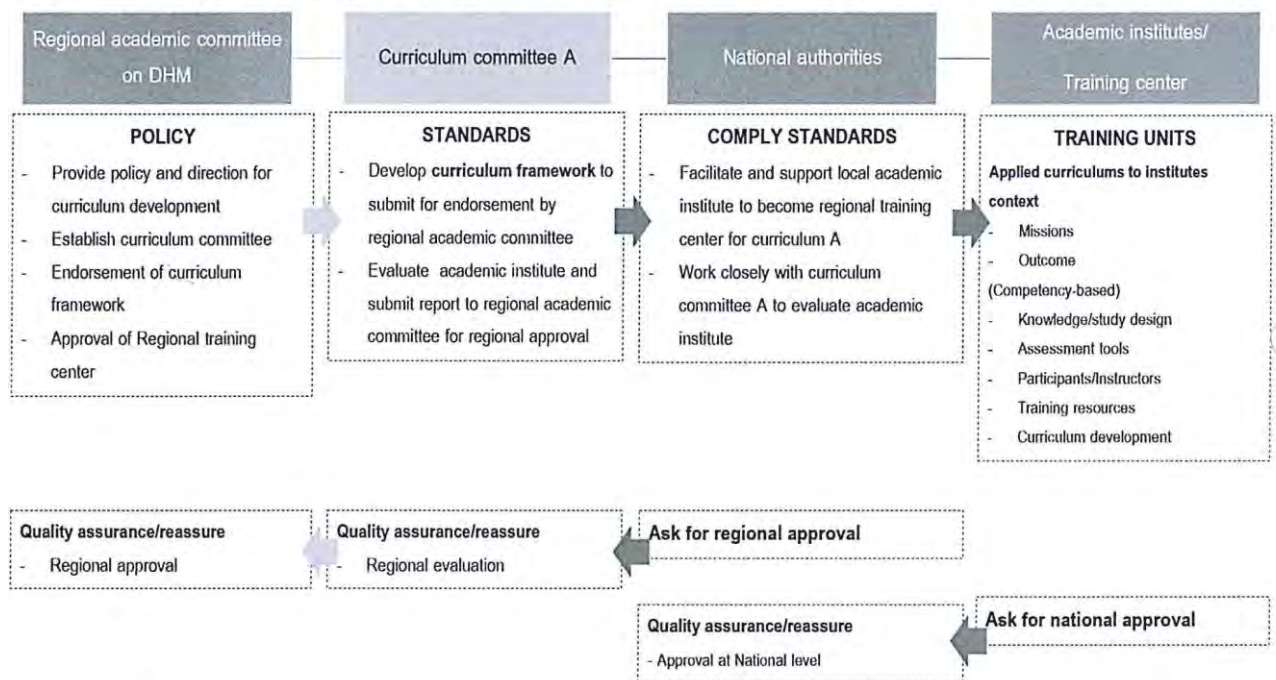 Regional academic committee
on DHM
Curriculum committee A
National authorities
Academic institutes/
Training center
POLICY
- Provide policy and direction for
curriculum development
- Establish curriculum committee
- Endorsement of curriculum
framework
- Approval of Regional training
center
STANDARDS
- Develop curriculum framework to
submit for endorsement by
regional academic committee
- Evaluate academic institute and
submit report to regional academic
committee for regional approval
COMPLY STANDARDS
- Facilitate and support local academic
institute to become regional training
center for curriculum A
- Work closely with curriculum
committee A to evaluate academic
institute
TRAINING UNITS
Applied curriculums to institutes
context
- Missions
- Outcome
(Competency-based)
- Knowledge/study design
- Assessment tools
- Participants/Instructors
- Training resources
- Curriculum development
Quality assurance/reassure
- Regional approval
Quality assurance/reassure
- Regional evaluation
Ask for regional approval
Quality assurance/reassure
- Approval at National level
Ask for national approval